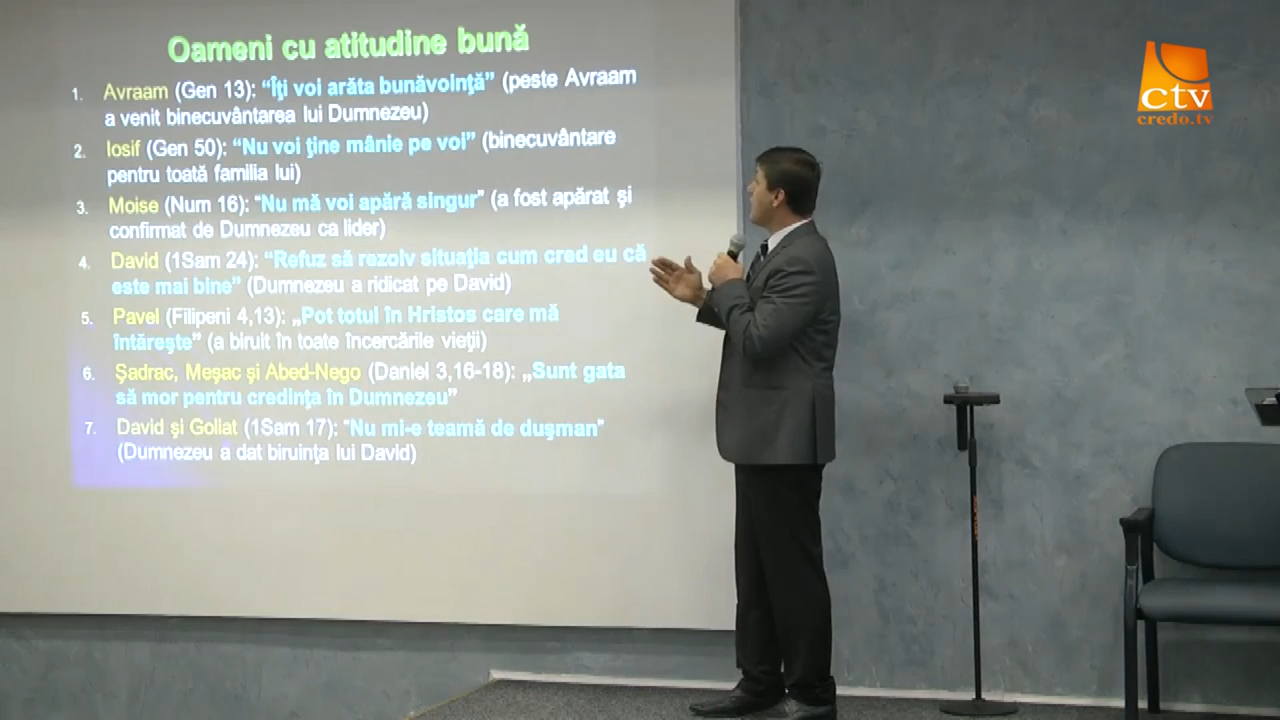 Oameni cu atitudine bună
1. Avraam (Gen 13): “Îţi voi arăta bunăvoinţă” (peste Avraam
a venit binecuvântarea lui Dumnezeu)
2. Iosif (Gen 50): “Nu voi ţine mânie pe voi” (binecuvântare
pentru toată familia lui)
3. Moise (Num 16): “Nu mă voi apără singur” (a fost apărat şi
confirmat de Dumnezeu ca lider)
4. David (1Sam 24): “Refuz să rezolv situaţia cum cred eu că
este mai bine” (Dumnezeu a ridicat pe David)
5. Pavel (Filipeni 4,13): „Pot totul în Hristos care mă
întăreşte” (a biruit în toate încercările vieţii)
6. Şadrac, Meşac şi Abed-Nego (Daniel 3,16-18): „Sunt gata
să mor pentru credinţa în Dumnezeu”
7. David şi Goliat (1Sam 17): “Nu mi-e teamă de duşman”
(Dumnezeu a dat biruinţa lui David)
ctv
credo.tv